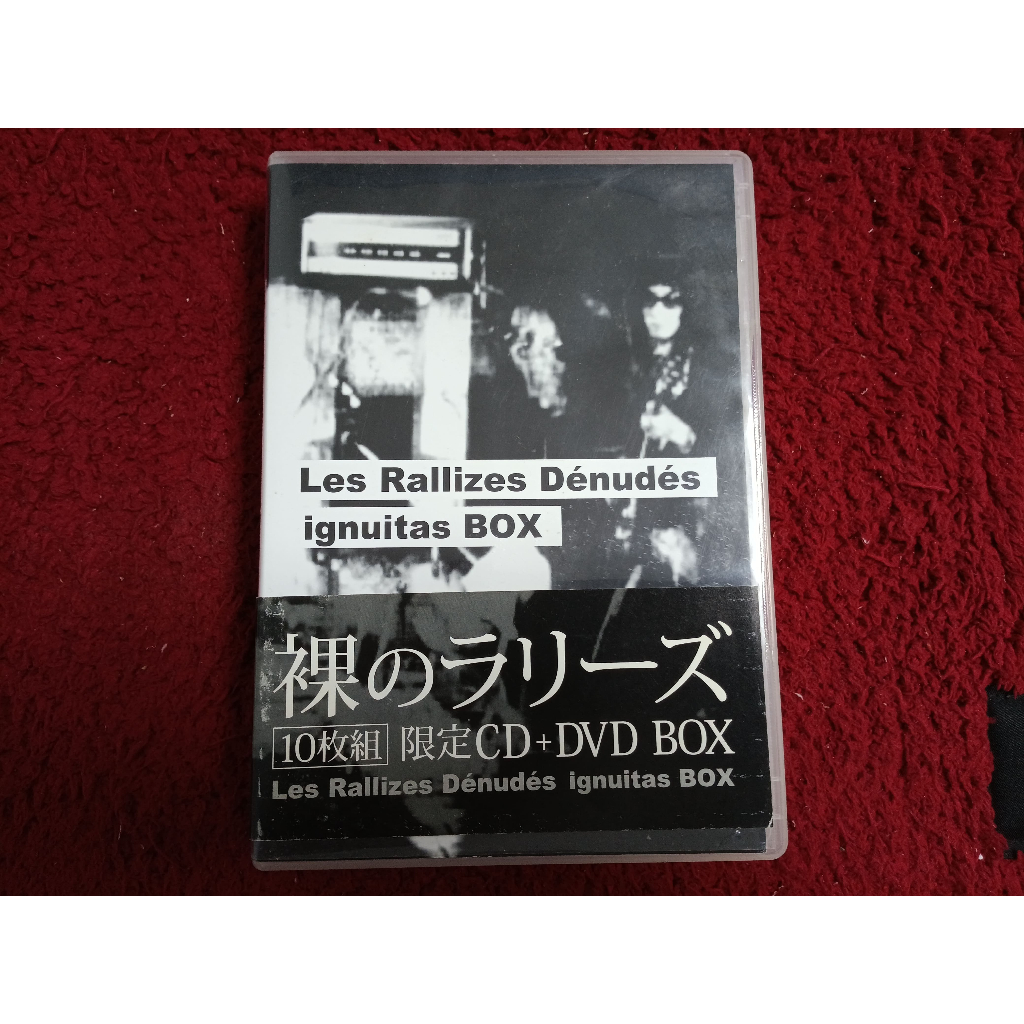 Les Rallizes Dénudés
ignuitas BOX
裸のラリーズ
10枚組 限定CD+DVD BOX
Les Rallizes Dénudés ignuitas BOX